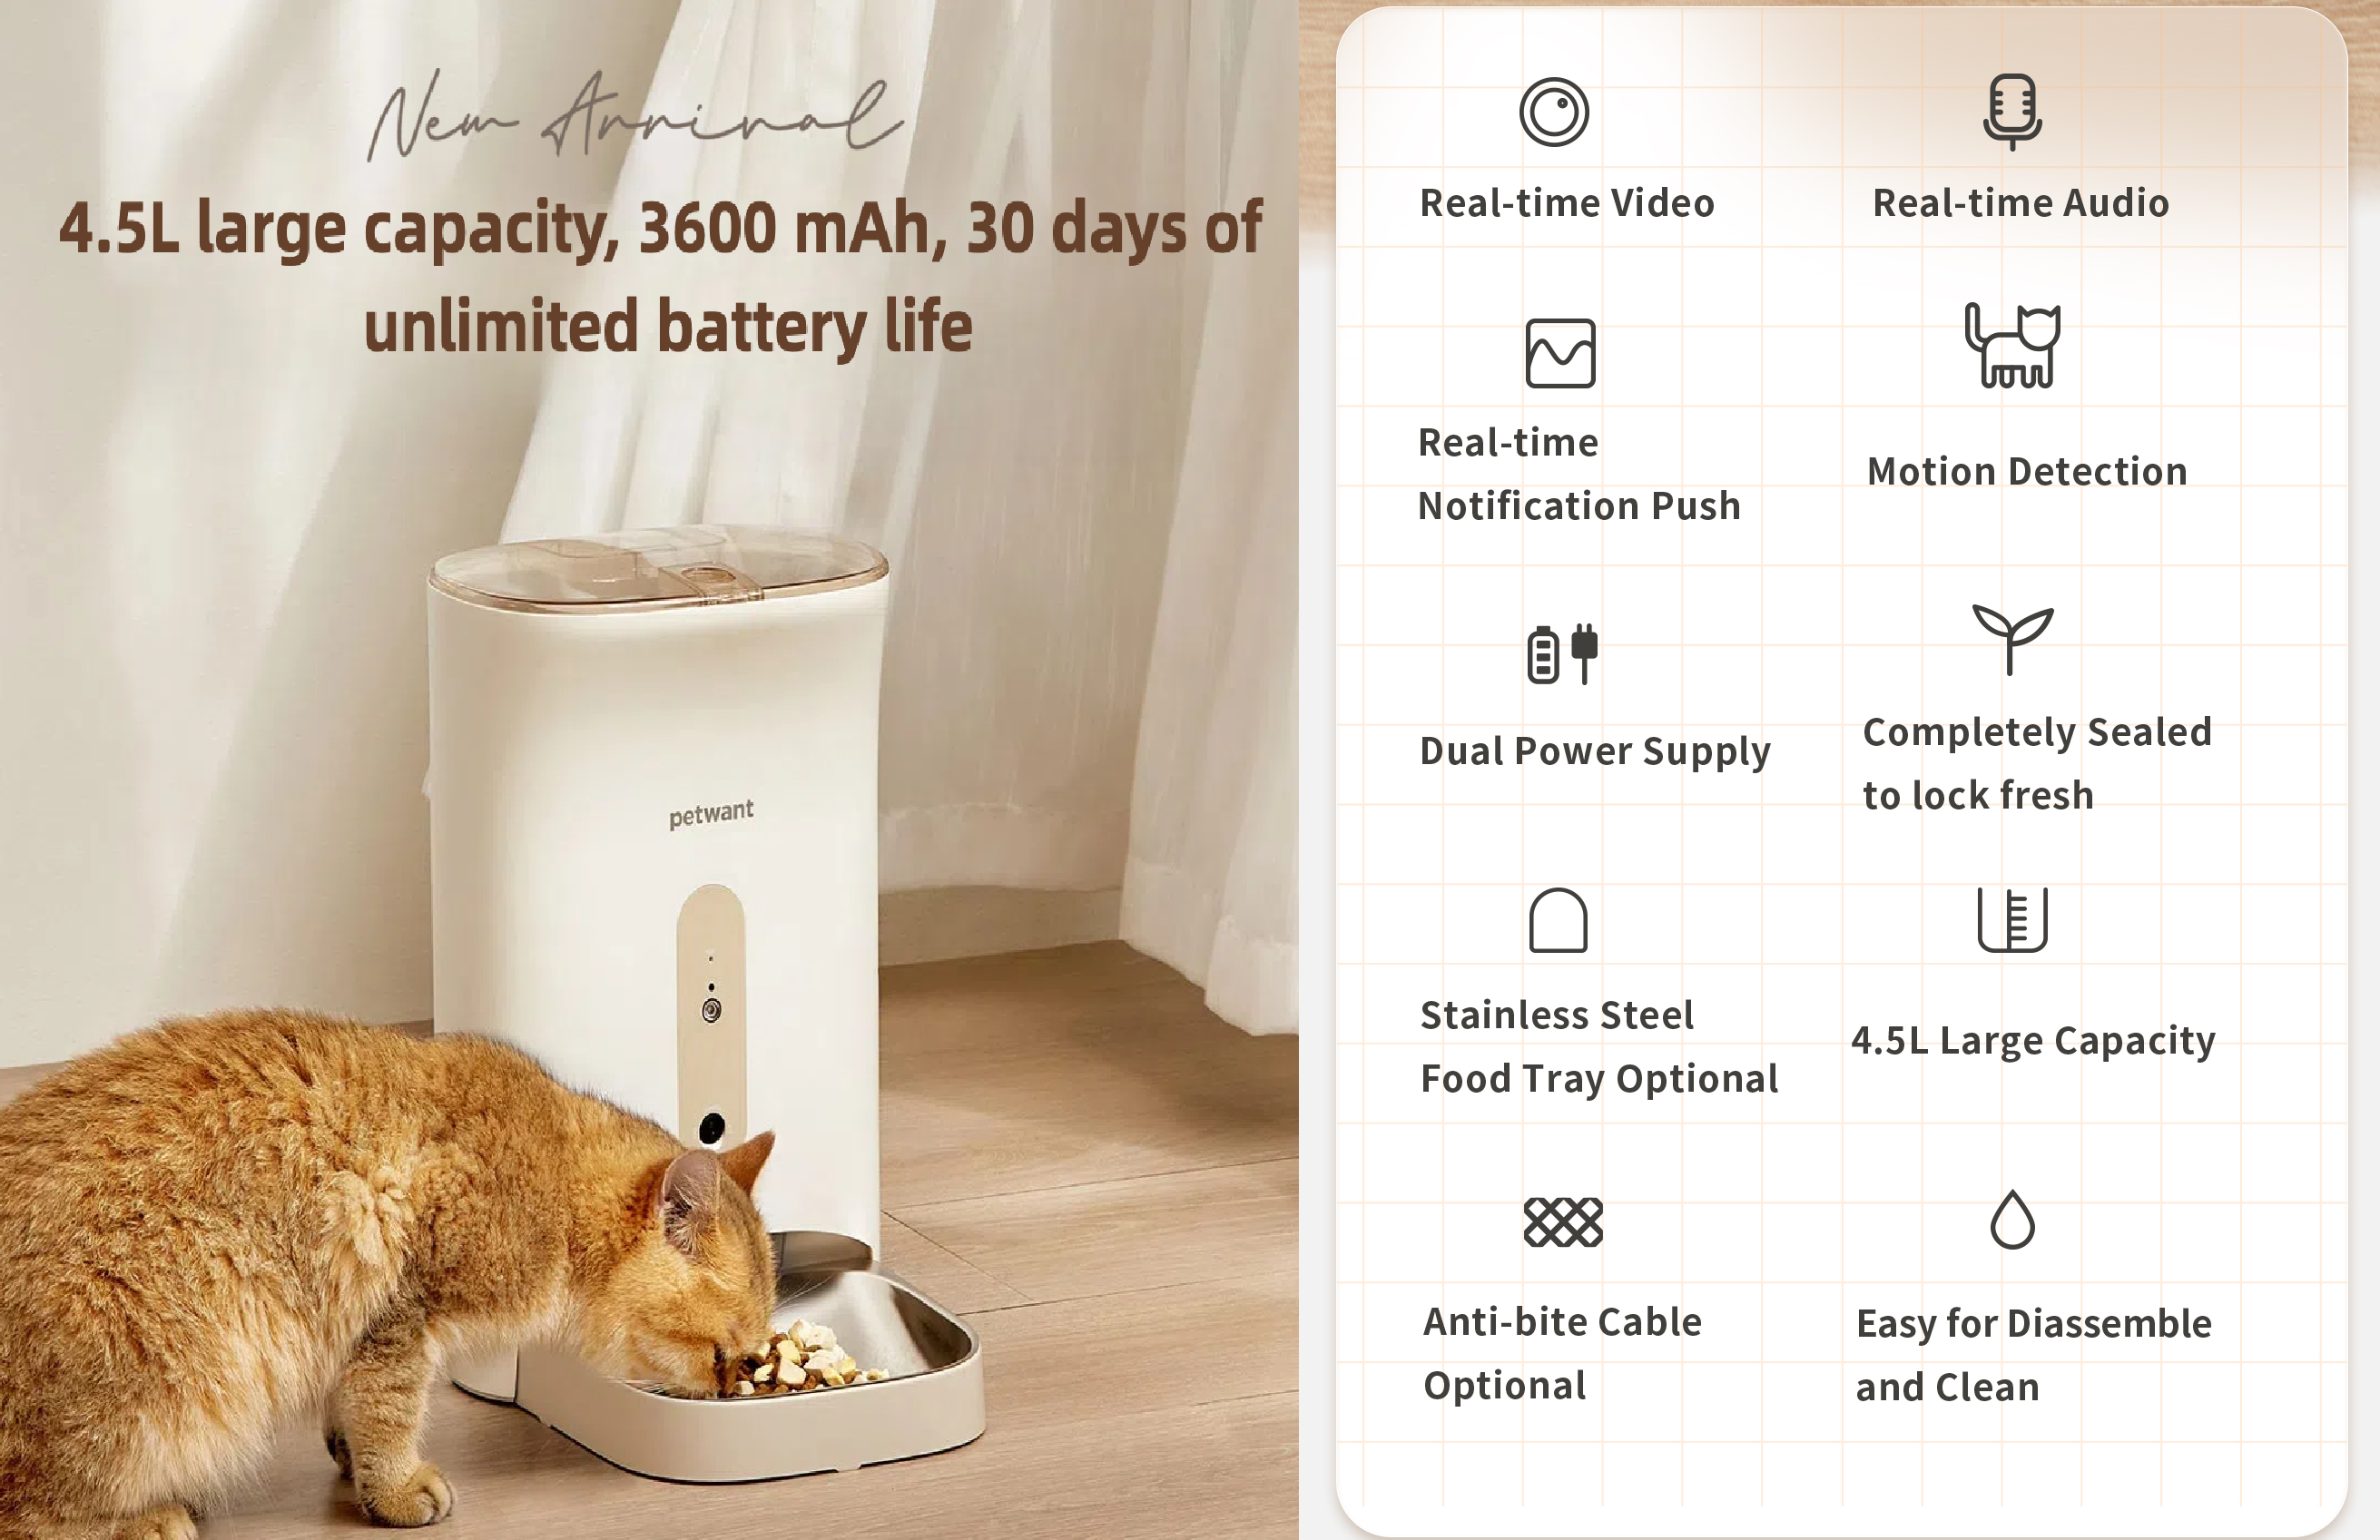 New Arrival
4.5L large capacity, 3600 mAh, 30 days of
unlimited battery life
petwant
Real-time Video
Real-time Audio
Real-time
Notification Push
Motion Detection
Dual Power Supply
Completely Sealed
to lock fresh
Stainless Steel
Food Tray Optional
4.5L Large Capacity
Anti-bite Cable
Optional
Easy for Diassemble
and Clean